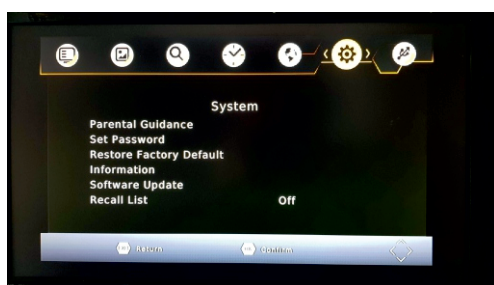 System
Parental Guidance
Set Password
Restore Factory Default
Information
Software Update
Recall List Off
Return Confirm